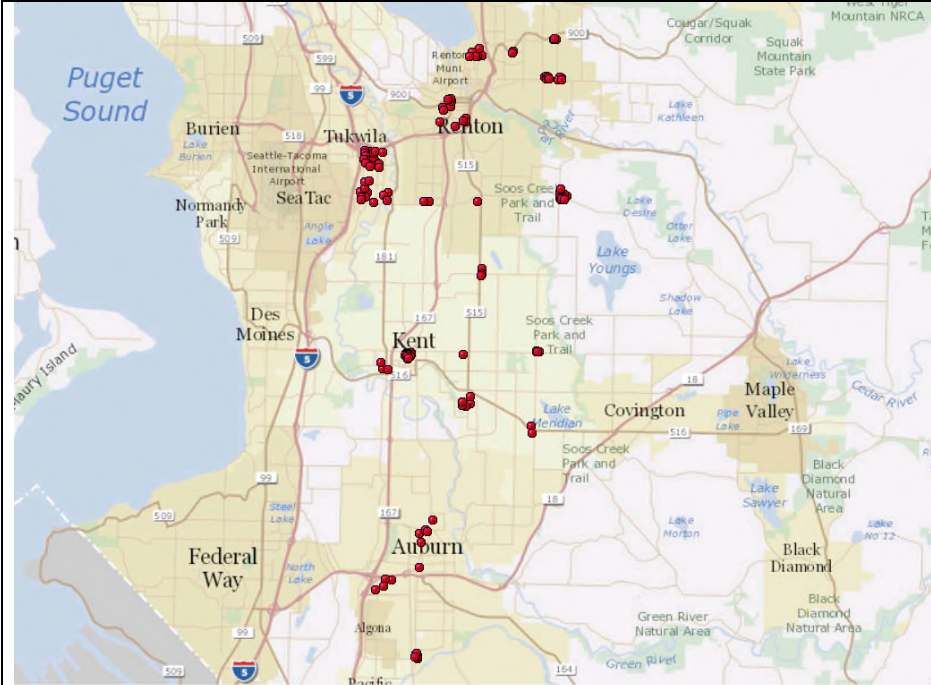 West Tiger
Mountain NRCA
Cougar/Squak
Corridor
900
509
Squak
Mountain
State Park
599
Renton
Muni
Airport
Puget
Sound
99
5
900
Lake
Kathleen
Burien
518
Tukwila
Renton
Lake
Burien
Seattle-Tacoma
International
Airport
515
SeaTac
Soos Creek
Park and
Trail
Normandy
Park
Lake
Desire
Otter
Lake
509
Angle
Lake
181
Lake
Youngs
Shadow
Lake
Des
Moines
167
515
Soos Creek
Park and
Trail
Kent
5
Maury Island
516
18
Lake
Wilderness
Maple
Valley
Cedar River
Lake
Meridian
Covington
Pipe
Lake
516
169
Soos Creek
Park and
Trail
Black
Diamond
Natural
Area
99
Lake
Sawyer
18
509
Steel
Lake
167
Lake
Morton
Lake
No 12
Auburn
Federal
Way
Black
Diamond
North
Lake
Black
Diamond
Natural Area
Green River
Natural Area
Algona
99
Green River
5
509
164
Pacific